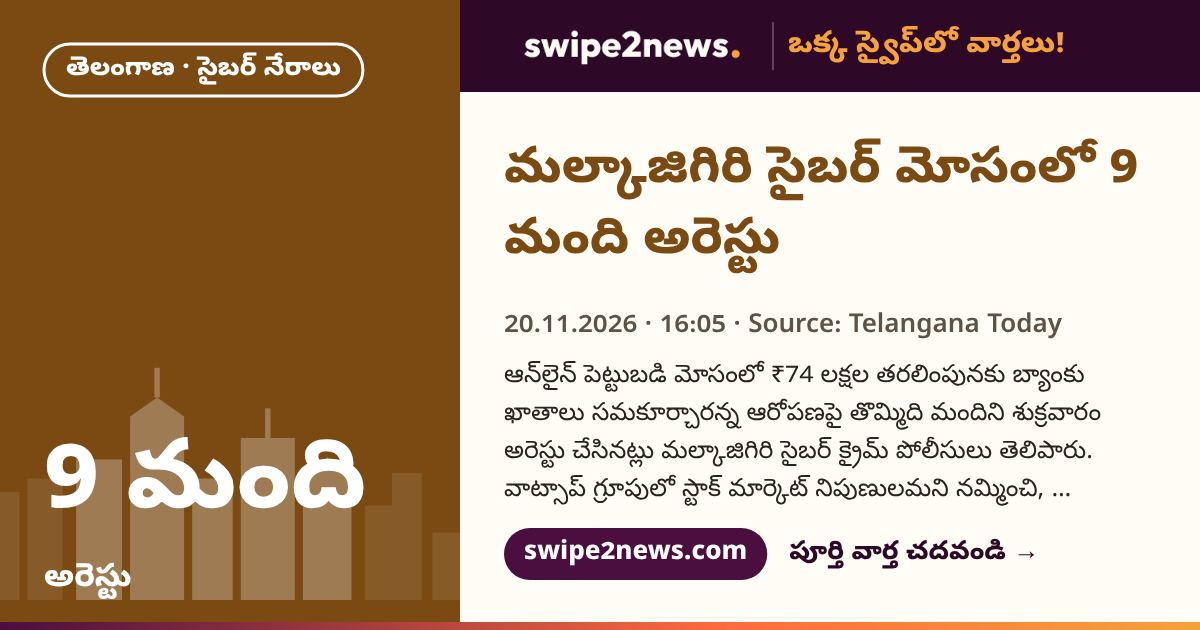 తెలంగాణ · సైబర్ నేరాలు
9 మంది
అరెస్టు
swipe2news.
ఒక్క స్వైప్‌లో వార్తలు!
మల్కాజిగిరి సైబర్ మోసంలో 9
మంది అరెస్టు
20.11.2026 · 16:05 · Source: Telangana Today
ఆన్‌లైన్ పెట్టుబడి మోసంలో ₹74 లక్షల తరలింపునకు బ్యాంకు
ఖాతాలు సమకూర్చారన్న ఆరోపణపై తొమ్మిది మందిని శుక్రవారం
అరెస్టు చేసినట్లు మల్కాజిగిరి సైబర్ క్రైమ్ పోలీసులు తెలిపారు.
వాట్సాప్ గ్రూపులో స్టాక్ మార్కెట్ నిపుణులమని నమ్మించి, ...
swipe2news.com
పూర్తి వార్త చదవండి →